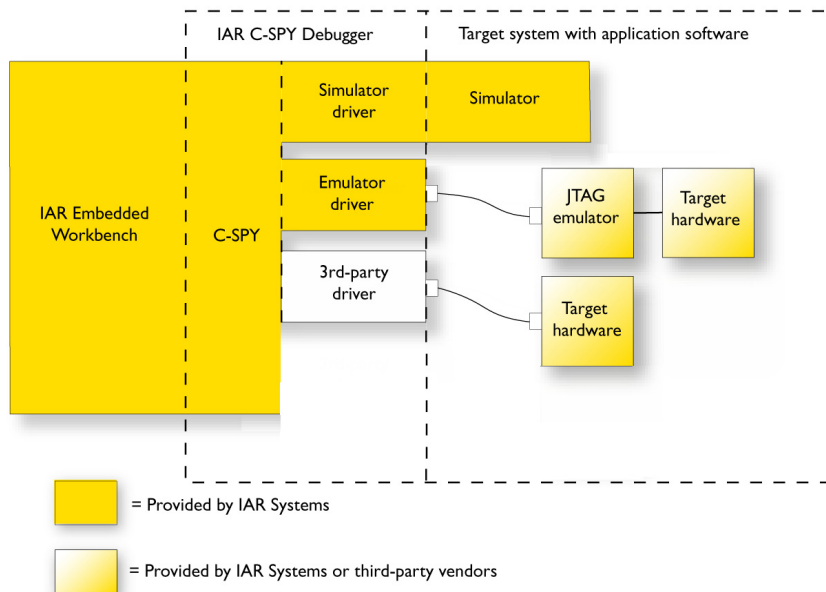 IAR C-SPY Debugger
Target system with application software
Simulator
driver
Simulator
Emulator
driver
JTAG
emulator
Target
hardware
IAR Embedded
Workbench
C-SPY
3rd-party
driver
Target
hardware
= Provided by IAR Systems
= Provided by IAR Systems or third-party vendors